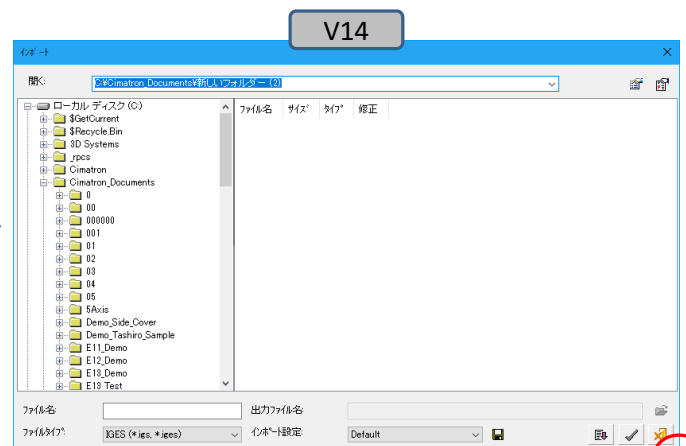 V14
ｲﾝﾎﾟｰﾄ
開く:
C:¥Cimatron_Documents¥新しいフォルダー (2)
ローカル ディスク (C:)
ファイル名 ｻｲｽﾞ ﾀｲﾌﾟ 修正
$GetCurrent
$Recycle.Bin
3D Systems
_rpcs
Cimatron
Cimatron_Documents
0
00
000000
001
01
02
03
04
05
5Axis
Demo_Side_Cover
Demo_Tashiro_Sample
E11_Demo
E12_Demo
E13_Demo
E13 Test
ﾌｧｲﾙ名: 出力ﾌｧｲﾙ名:
ﾌｧｲﾙﾀｲﾌﾟ: IGES (*.igs, *.iges) ｲﾝﾎﾟｰﾄ設定: Default